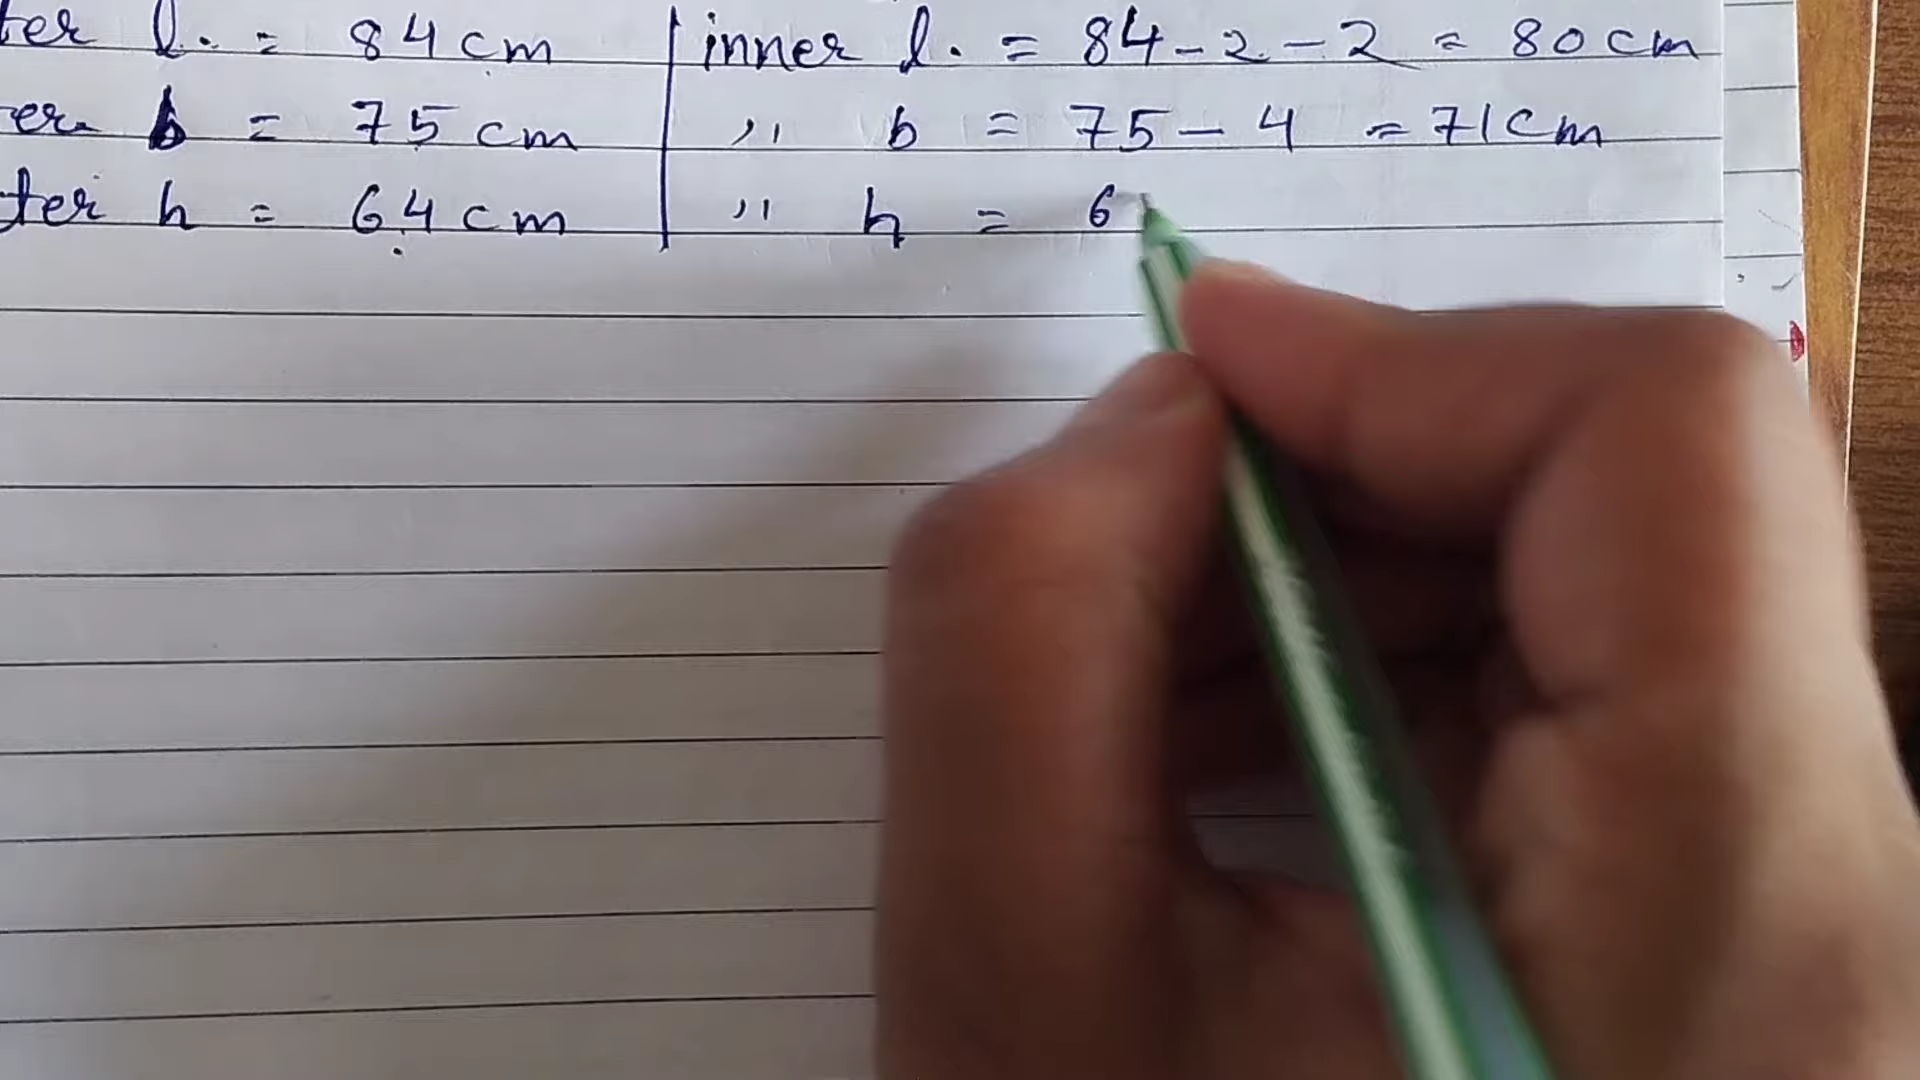 ter l. = 84 cm inner l. = 84 - 2 - 2 = 80 cm
er b = 75 cm ,, b = 75 - 4 = 71 cm
ter h = 64 cm ,, h = 6